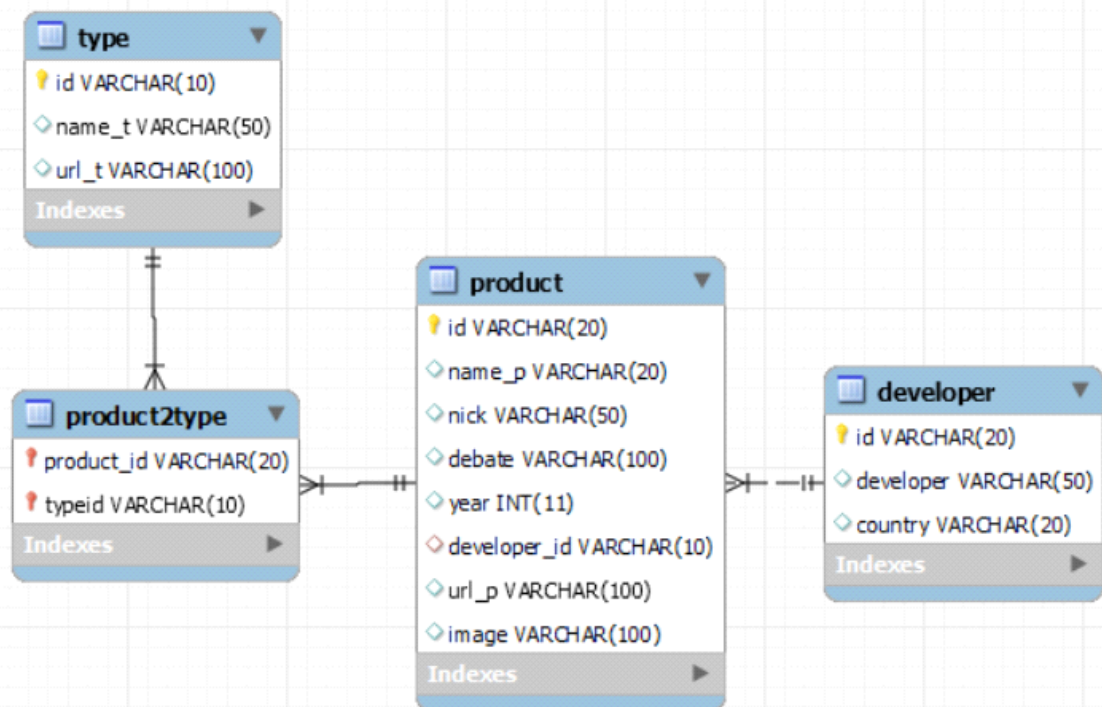 type
id VARCHAR(10)
name_t VARCHAR(50)
url_t VARCHAR(100)
Indexes
product2type
product_id VARCHAR(20)
typeid VARCHAR(10)
Indexes
product
id VARCHAR(20)
name_p VARCHAR(20)
nick VARCHAR(50)
debate VARCHAR(100)
year INT(11)
developer_id VARCHAR(10)
url_p VARCHAR(100)
image VARCHAR(100)
Indexes
developer
id VARCHAR(20)
developer VARCHAR(50)
country VARCHAR(20)
Indexes